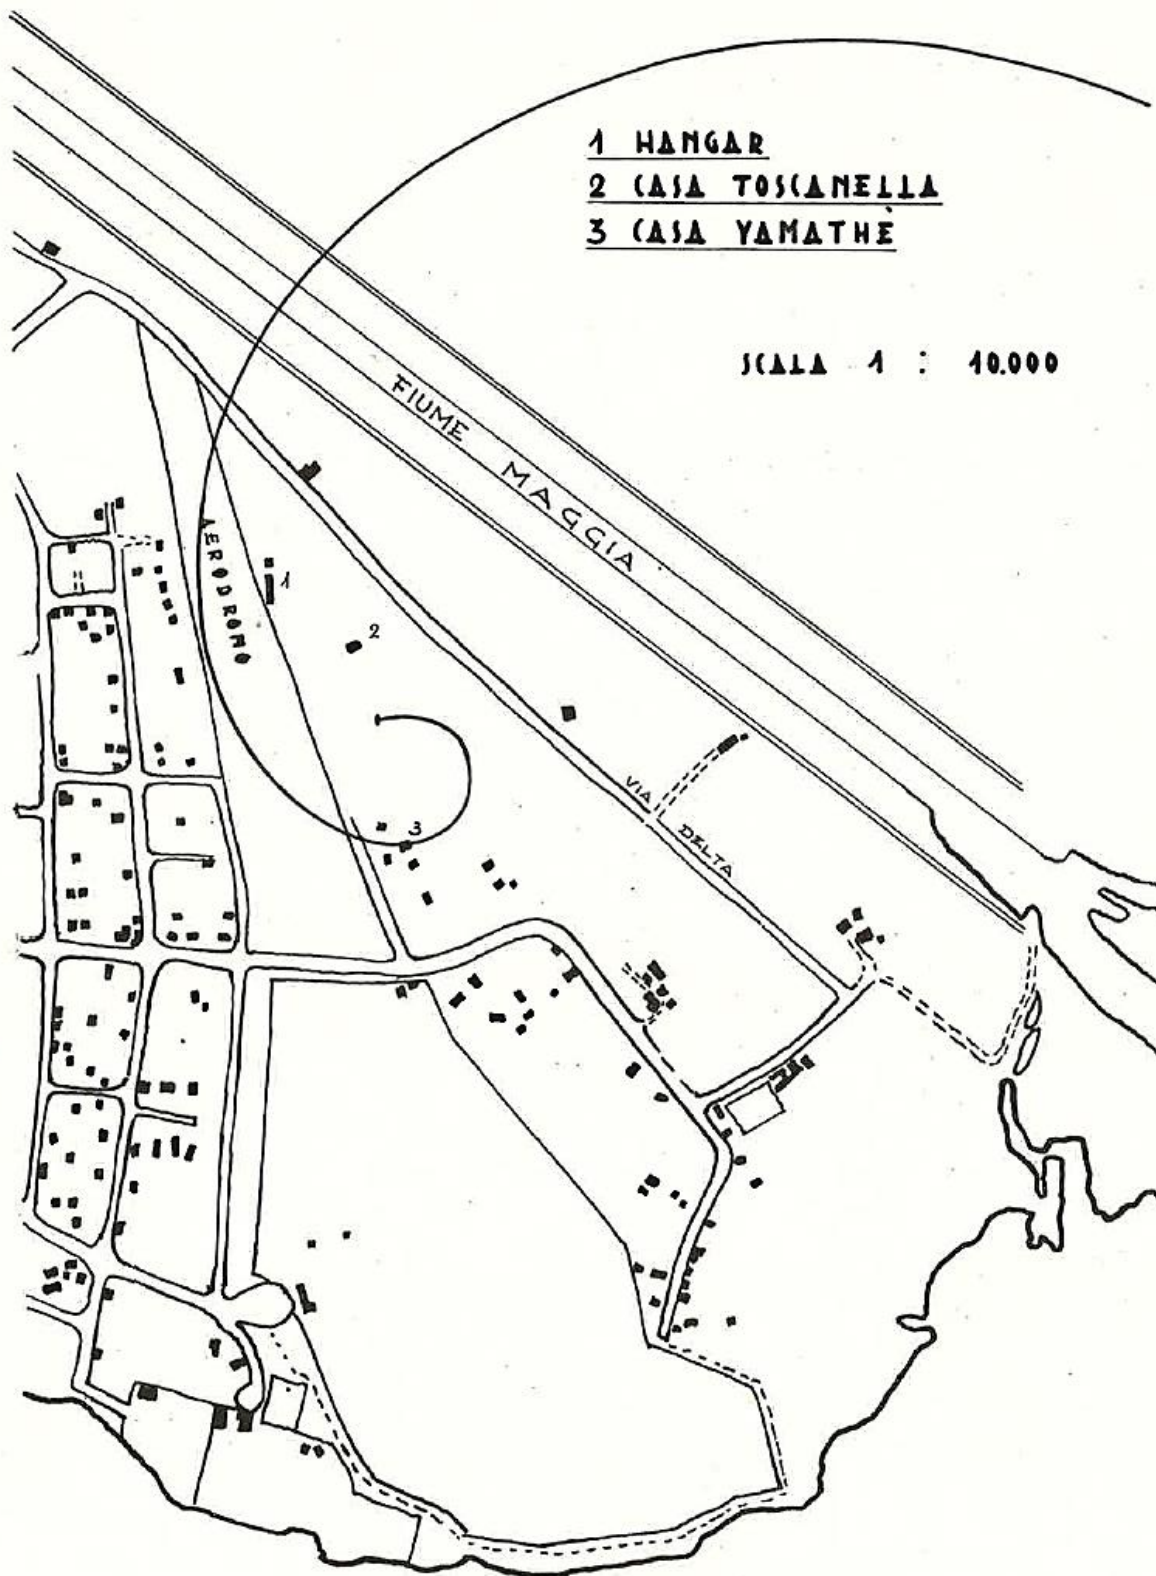 1 HANGAR
2 CASA TOSCANELLA
3 CASA YAMATHÈ
SCALA 1 : 10.000
FIUME MAGGIA
AERODROMO
1
2
VIA DELTA
3